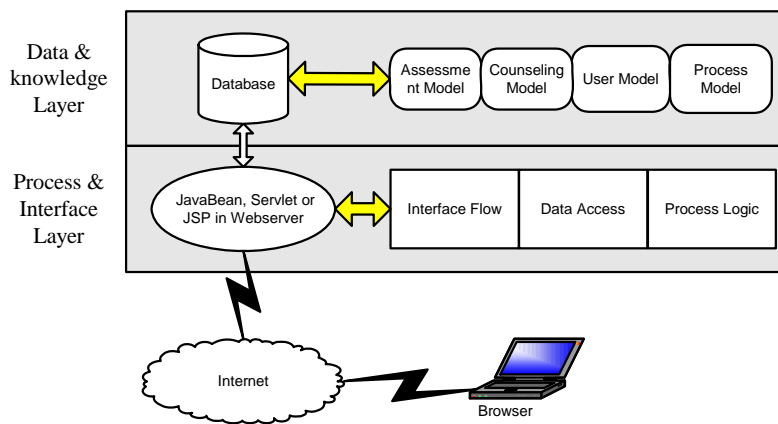 Data &
knowledge
Layer
Database
Assessme
nt Model
Counseling
Model
User Model
Process
Model
Process &
Interface
Layer
JavaBean, Servlet or
JSP in Webserver
Interface Flow
Data Access
Process Logic
Internet
Browser